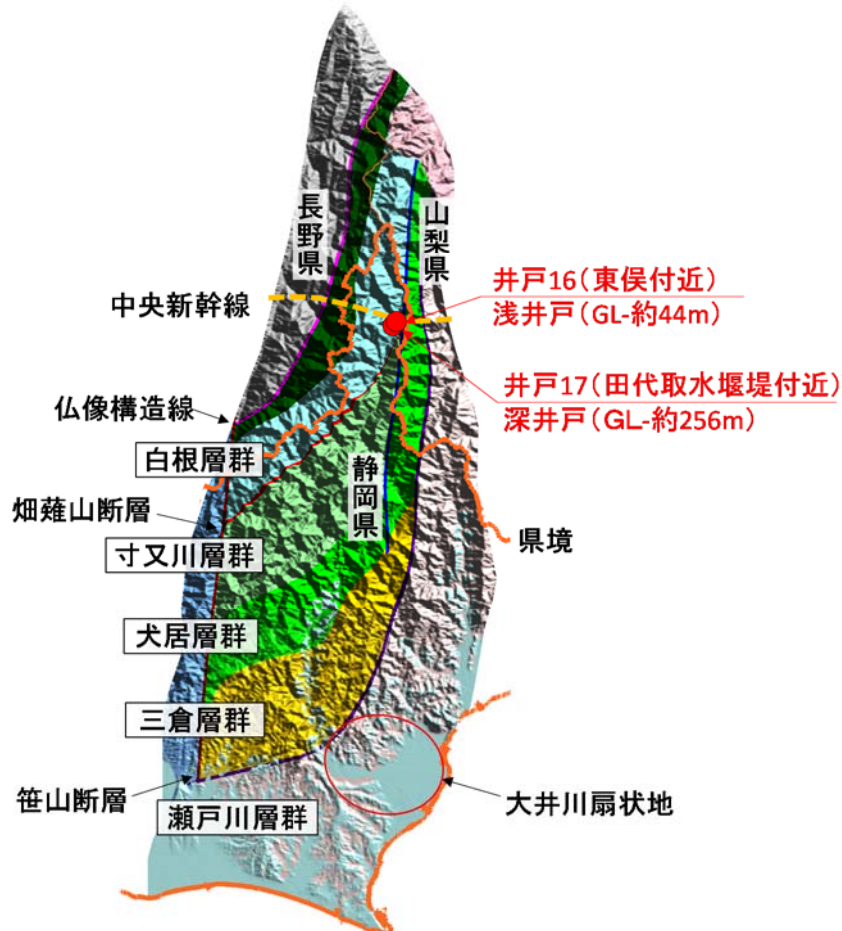 長野県
山梨県
中央新幹線
井戸16(東俣付近)
浅井戸(GL-約44m)
井戸17(田代取水堰堤付近)
深井戸(GL-約256m)
仏像構造線
白根層群
静岡県
畑薙山断層
寸又川層群
県境
犬居層群
三倉層群
笹山断層
瀬戸川層群
大井川扇状地